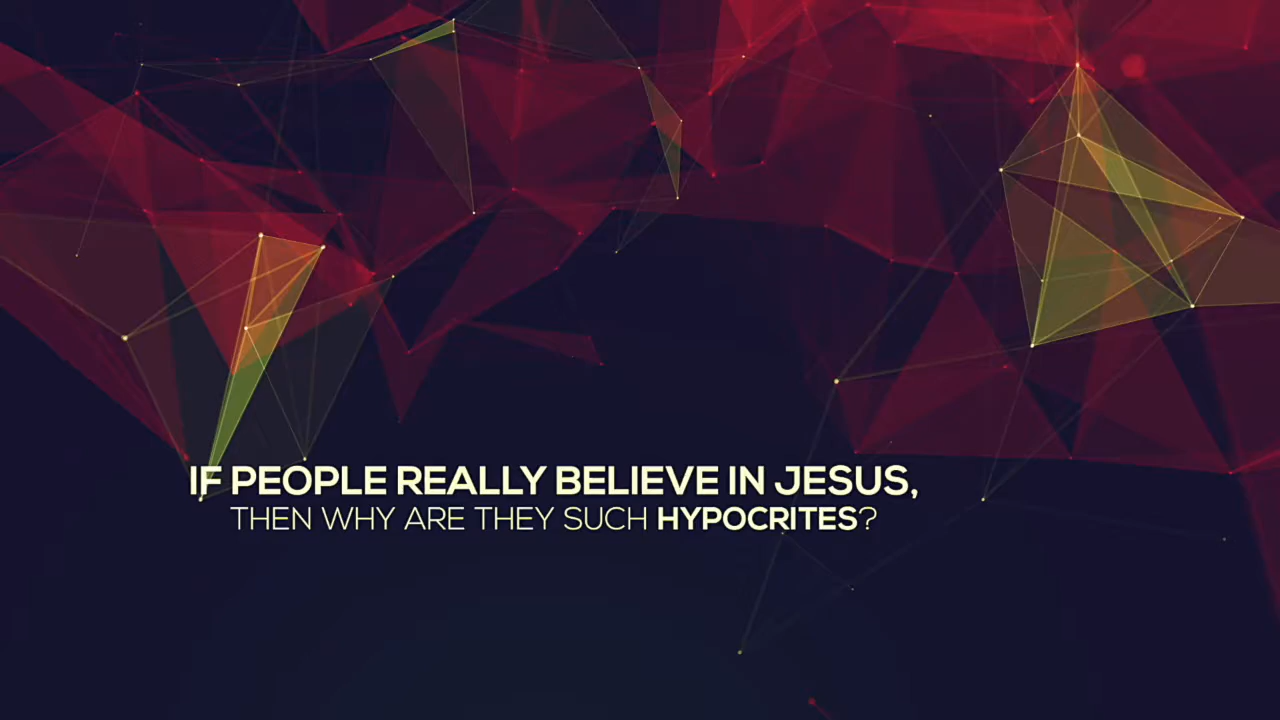 IF PEOPLE REALLY BELIEVE IN JESUS,
THEN WHY ARE THEY SUCH HYPOCRITES?